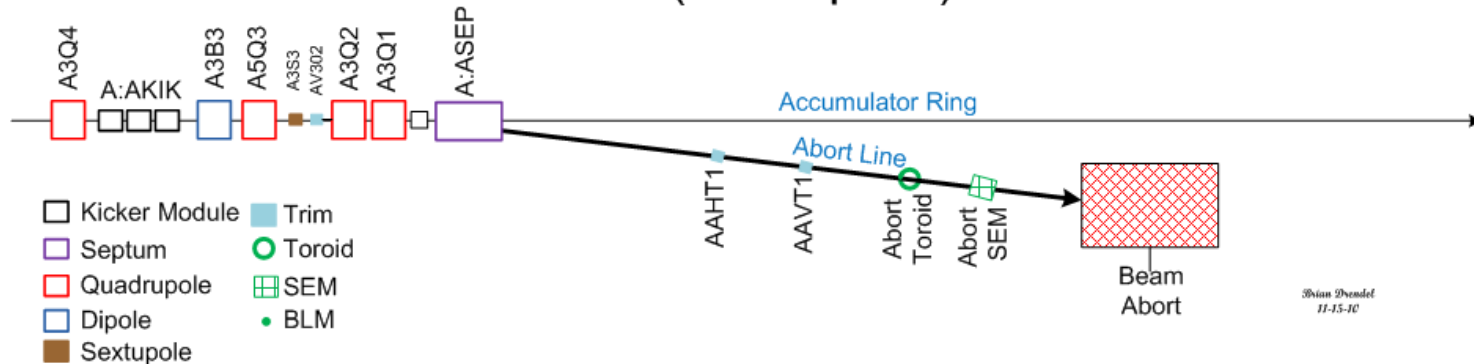 A3Q4
A:AKIK
A3B3
A5Q3
A3S3
AV302
A3Q2
A3Q1
A:ASEP
Accumulator Ring
Abort Line
AAHT1
AAVT1
Abort
Toroid
Abort
SEM
Beam
Abort
Kicker Module
Septum
Quadrupole
Dipole
Sextupole
Trim
Toroid
SEM
BLM
Brian Drendel
11-15-10